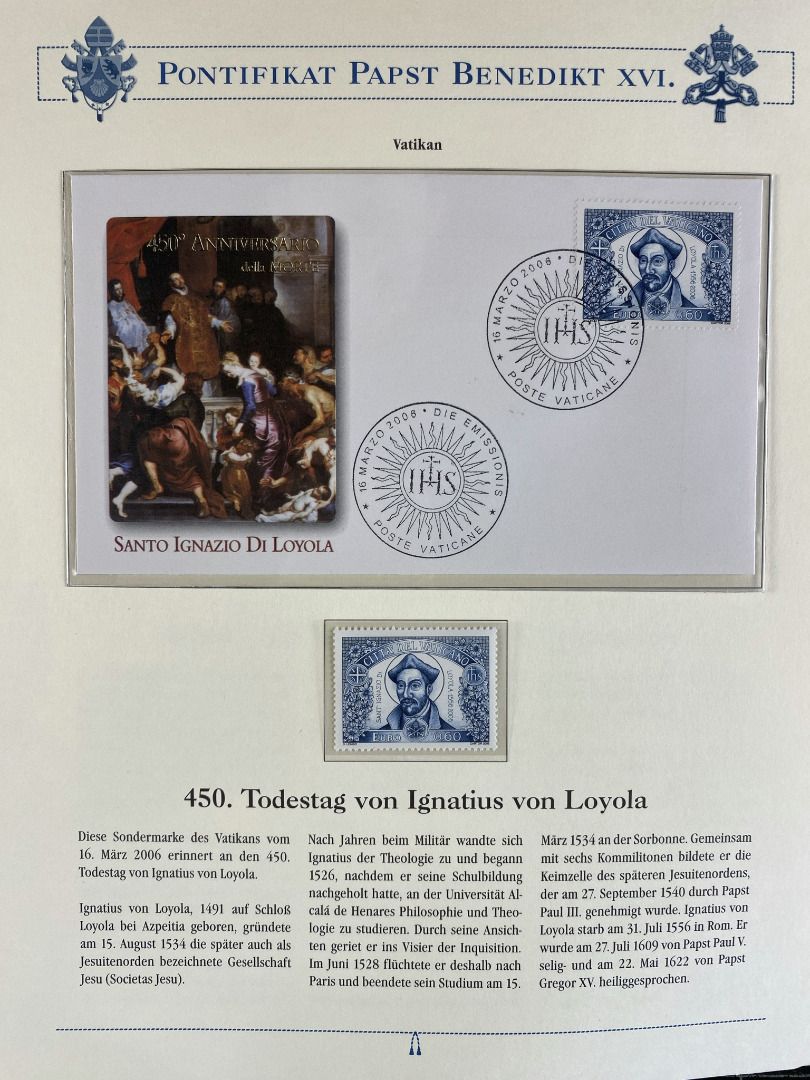 PONTIFIKAT PAPST BENEDIKT XVI.
Vatikan
450° ANNIVERSARIO
della MORTE
SANTO IGNAZIO DI LOYOLA
CITTÀ DEL VATICANO
LOYOLA 1556-2006
EURO 0,60
16 MARZO 2006 • DIE EMISSIONIS
IHS
★ POSTE VATICANE ★
16 MARZO 2006 • DIE EMISSIONIS
IHS
★ POSTE VATICANE ★
CITTÀ DEL VATICANO
SANT'IGNAZIO DI
LOYOLA 1556-2006
EURO 0,60
450. Todestag von Ignatius von Loyola
Diese Sondermarke des Vatikans vom
16. März 2006 erinnert an den 450.
Todestag von Ignatius von Loyola.
Ignatius von Loyola, 1491 auf Schloß
Loyola bei Azpeitia geboren, gründete
am 15. August 1534 die später auch als
Jesuitenorden bezeichnete Gesellschaft
Jesu (Societas Jesu).
Nach Jahren beim Militär wandte sich
Ignatius der Theologie zu und begann
1526, nachdem er seine Schulbildung
nachgeholt hatte, an der Universität Al-
calá de Henares Philosophie und Theo-
logie zu studieren. Durch seine Ansich-
ten geriet er ins Visier der Inquisition.
Im Juni 1528 flüchtete er deshalb nach
Paris und beendete sein Studium am 15.
März 1534 an der Sorbonne. Gemeinsam
mit sechs Kommilitonen bildete er die
Keimzelle des späteren Jesuitenordens,
der am 27. September 1540 durch Papst
Paul III. genehmigt wurde. Ignatius von
Loyola starb am 31. Juli 1556 in Rom. Er
wurde am 27. Juli 1609 von Papst Paul V.
selig- und am 22. Mai 1622 von Papst
Gregor XV. heiliggesprochen.